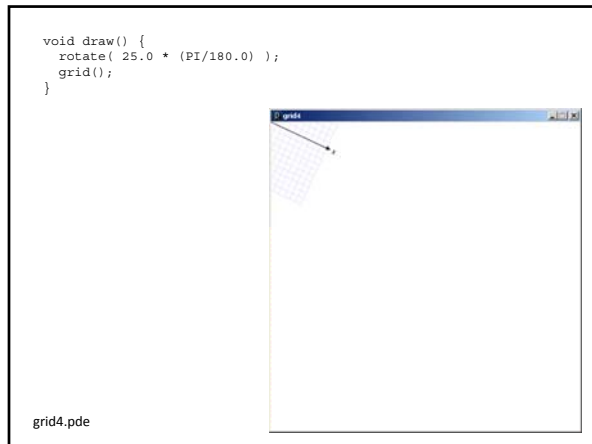 void draw() {
rotate( 25.0 * (PI/180.0) );
grid();
}
grid4
x
grid4.pde